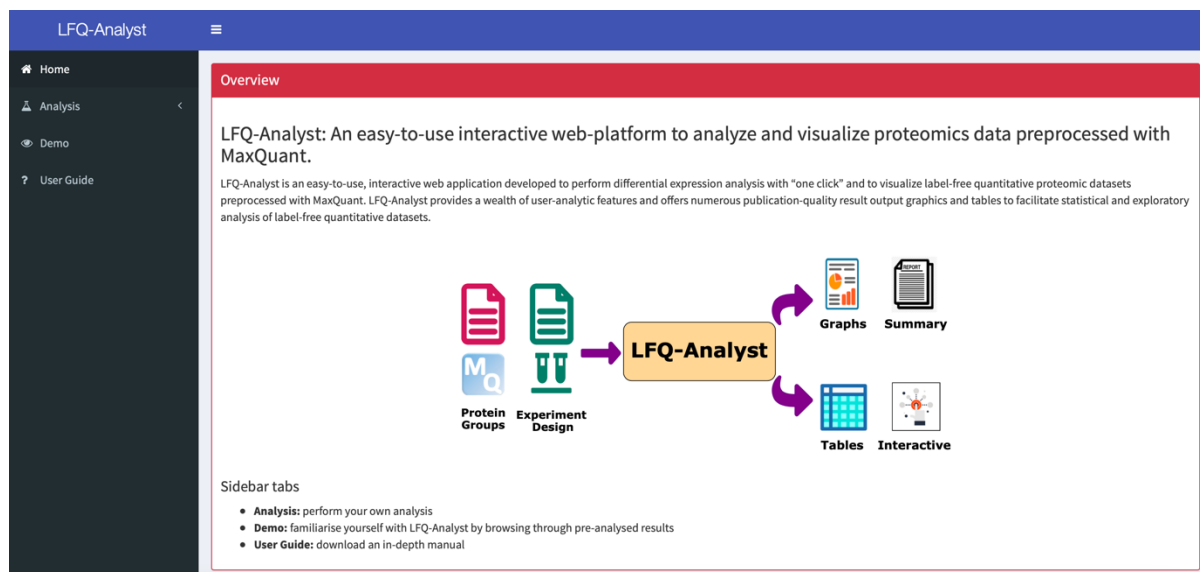 LFQ-Analyst
Home
Analysis
Demo
? User Guide
Overview
LFQ-Analyst: An easy-to-use interactive web-platform to analyze and visualize proteomics data preprocessed with
MaxQuant.
LFQ-Analyst is an easy-to-use, interactive web application developed to perform differential expression analysis with “one click” and to visualize label-free quantitative proteomic datasets
preprocessed with MaxQuant. LFQ-Analyst provides a wealth of user-analytic features and offers numerous publication-quality result output graphics and tables to facilitate statistical and exploratory
analysis of label-free quantitative datasets.
MQ
Protein
Groups
Experiment
Design
LFQ-Analyst
REPORT
Graphs
Summary
Tables
Interactive
Sidebar tabs
• Analysis: perform your own analysis
• Demo: familiarise yourself with LFQ-Analyst by browsing through pre-analysed results
• User Guide: download an in-depth manual